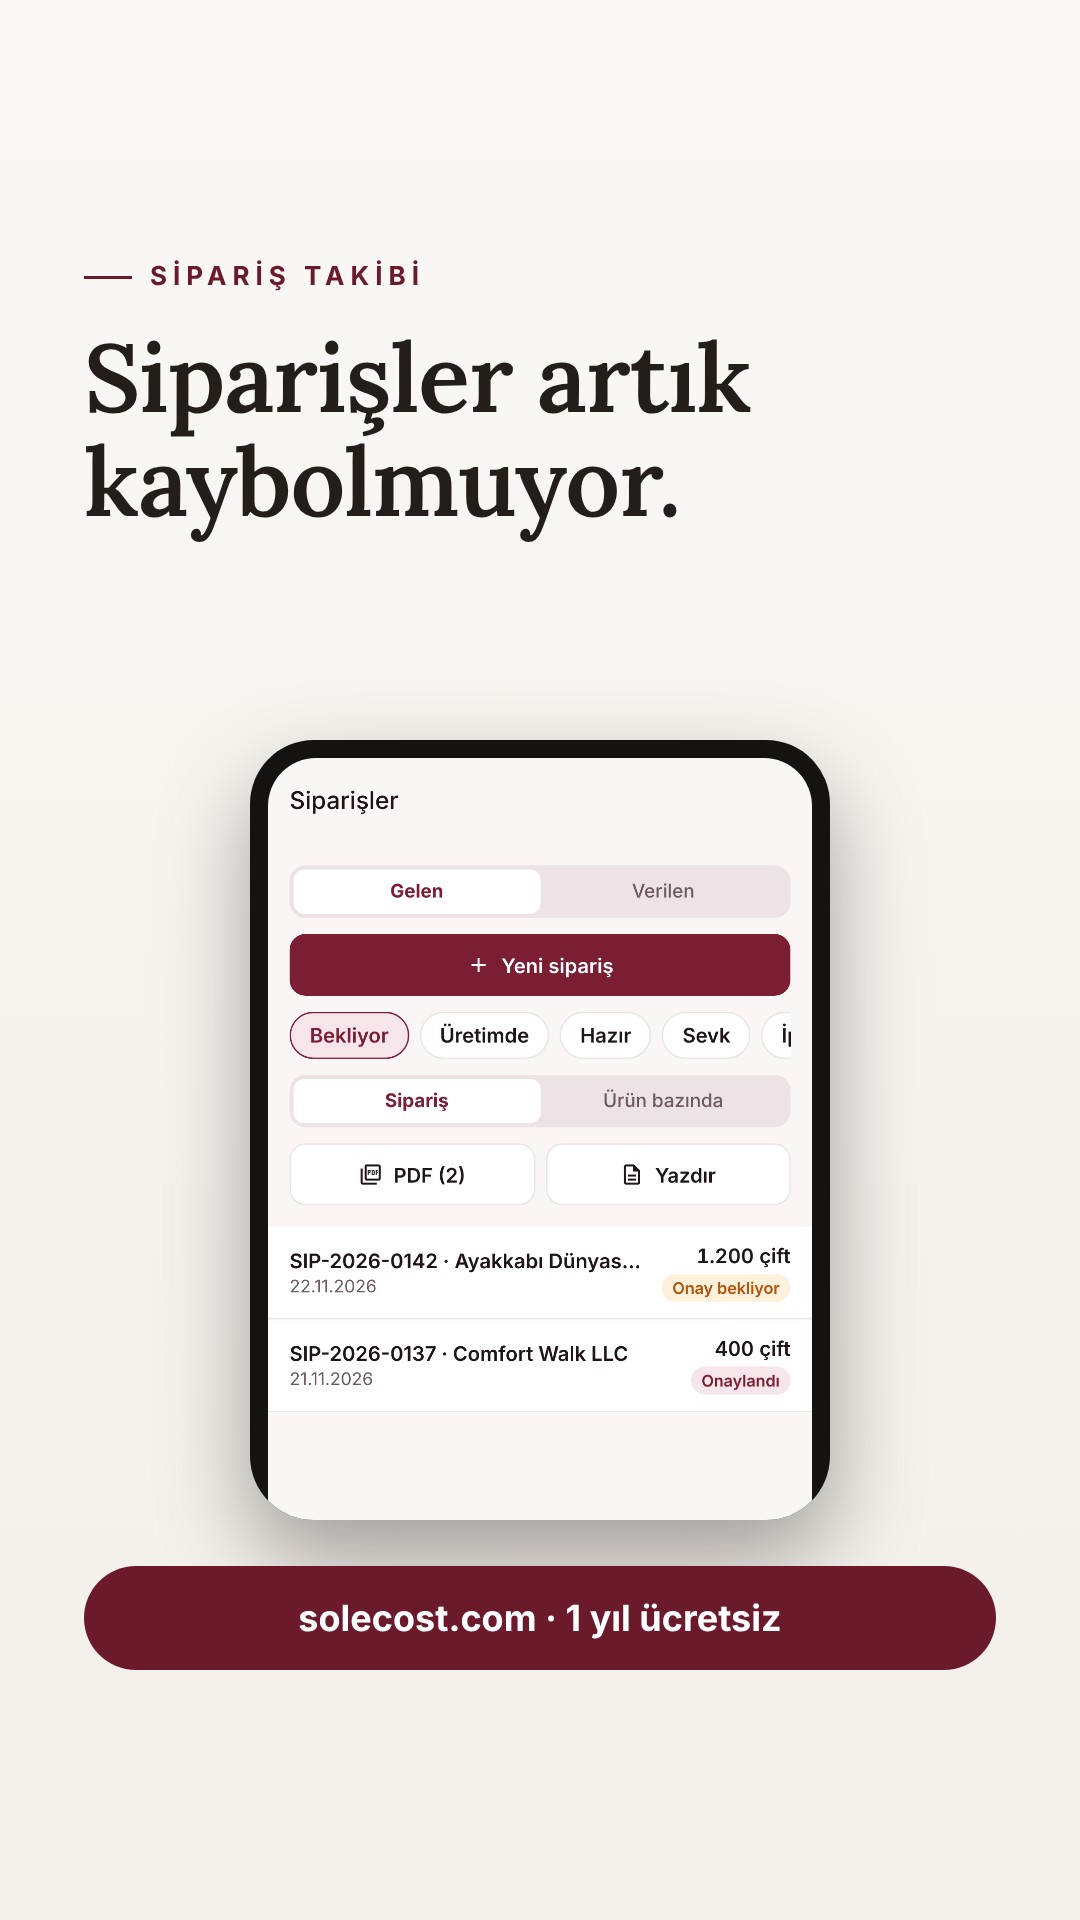 SİPARİŞ TAKİBİ
Siparişler artık
kaybolmuyor.
Siparişler
Gelen
Verilen
+ Yeni sipariş
Bekliyor
Üretimde
Hazır
Sevk
Sipariş
Ürün bazında
PDF (2)
Yazdır
SIP-2026-0142 · Ayakkabı Dünyas...
1.200 çift
22.11.2026
Onay bekliyor
SIP-2026-0137 · Comfort Walk LLC
400 çift
21.11.2026
Onaylandı
solecost.com · 1 yıl ücretsiz